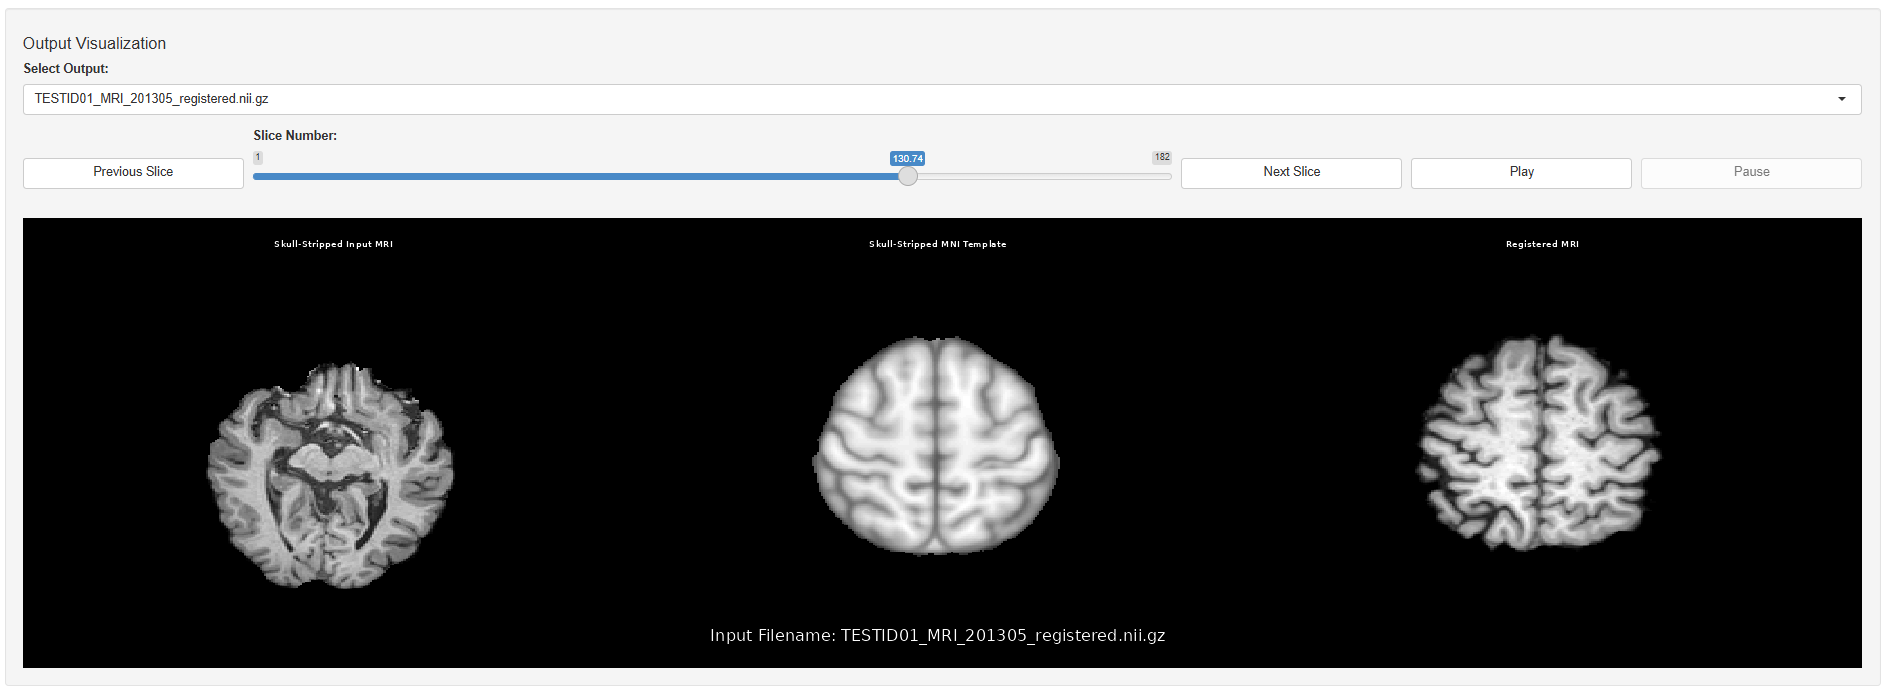 Output Visualization
Select Output:
TESTID01_MRI_201305_registered.nii.gz
Slice Number:
1
130.74
182
Previous Slice
Next Slice
Play
Pause
Skull-Stripped Input MRI
Skull-Stripped MNI Template
Registered MRI
Input Filename: TESTID01_MRI_201305_registered.nii.gz